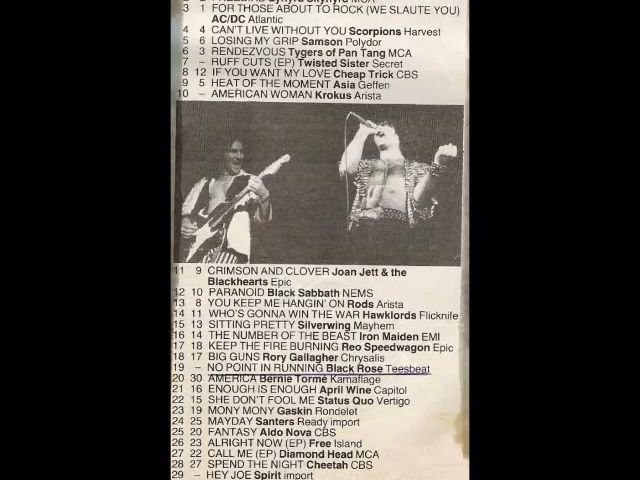 3 1 FOR THOSE ABOUT TO ROCK (WE SLAUTE YOU)
AC/DC Atlantic
4 4 CAN'T LIVE WITHOUT YOU Scorpions Harvest
5 6 LOSING MY GRIP Samson Polydor
6 3 RENDEZVOUS Tygers of Pan Tang MCA
7 – RUFF CUTS (EP) Twisted Sister Secret
8 12 IF YOU WANT MY LOVE Cheap Trick CBS
9 5 HEAT OF THE MOMENT Asia Geffen
10 – AMERICAN WOMAN Krokus Arista
11 9 CRIMSON AND CLOVER Joan Jett & the
Blackhearts Epic
12 10 PARANOID Black Sabbath NEMS
13 8 YOU KEEP ME HANGIN' ON Rods Arista
14 11 WHO'S GONNA WIN THE WAR Hawklords Flicknife
15 13 SITTING PRETTY Silverwing Mayhem
16 14 THE NUMBER OF THE BEAST Iron Maiden EMI
17 18 KEEP THE FIRE BURNING Reo Speedwagon Epic
18 17 BIG GUNS Rory Gallagher Chrysalis
19 – NO POINT IN RUNNING Black Rose Teesbeat
20 30 AMERICA Bernie Tormé Kamaflage
21 16 ENOUGH IS ENOUGH April Wine Capitol
22 15 SHE DON'T FOOL ME Status Quo Vertigo
23 19 MONY MONY Gaskin Rondelet
24 25 MAYDAY Santers Ready import
25 20 FANTASY Aldo Nova CBS
26 23 ALRIGHT NOW (EP) Free Island
27 22 CALL ME (EP) Diamond Head MCA
28 27 SPEND THE NIGHT Cheetah CBS
29 – HEY JOE Spirit import